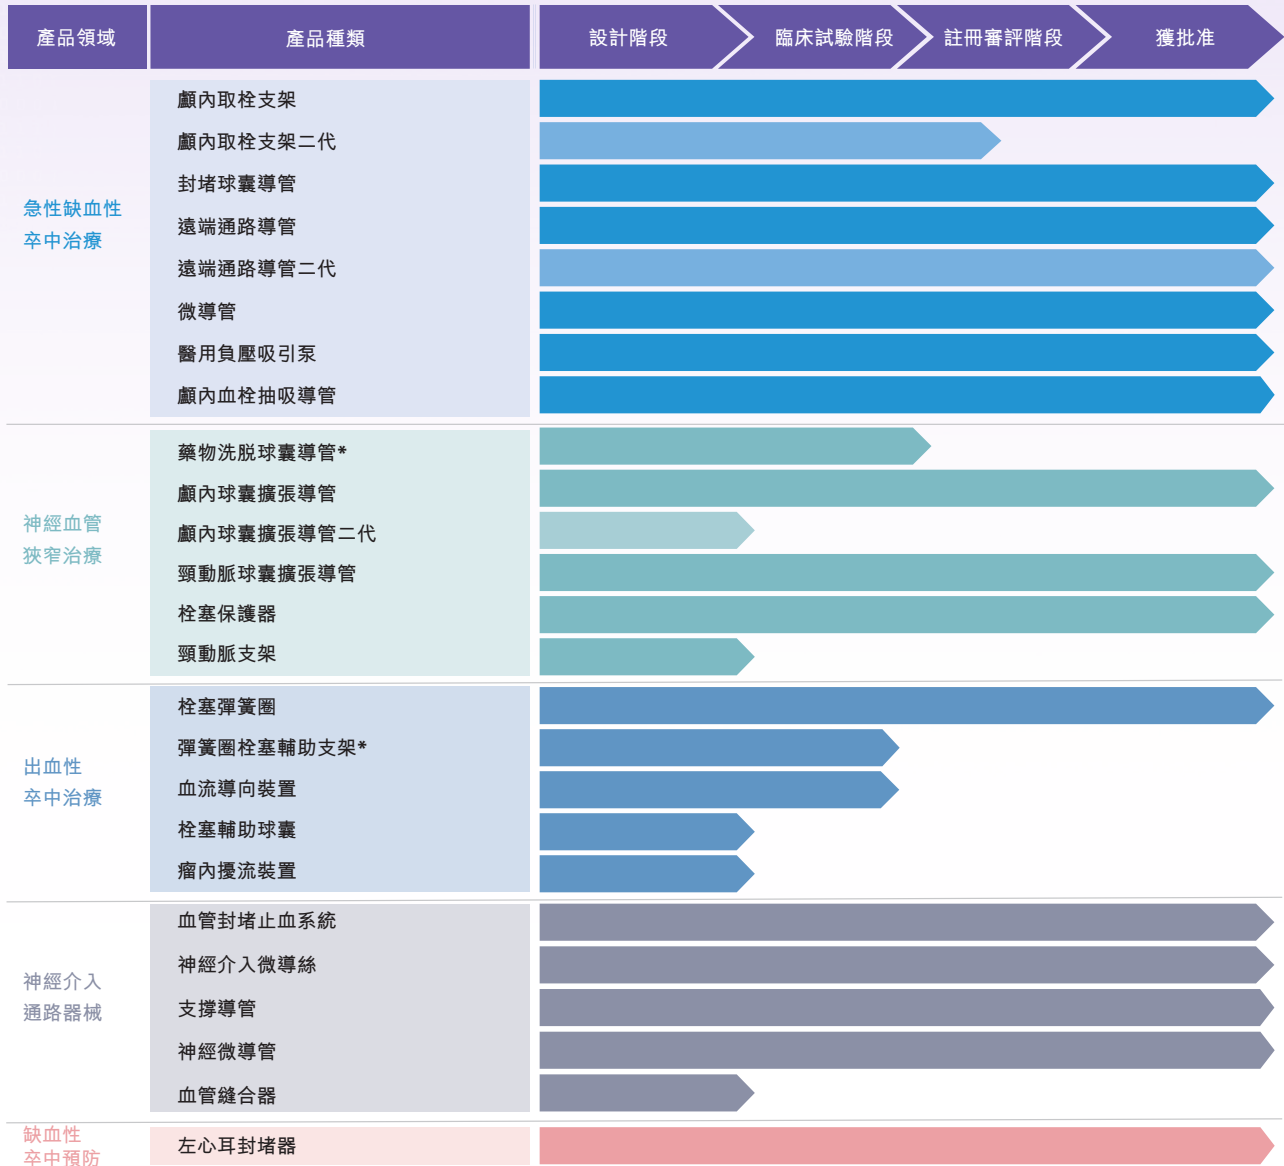 產品領域
產品種類
設計階段
臨床試驗階段
註冊審評階段
獲批准
急性缺血性
卒中治療
顱內取栓支架
顱內取栓支架二代
封堵球囊導管
遠端通路導管
遠端通路導管二代
微導管
醫用負壓吸引泵
顱內血栓抽吸導管
神經血管
狹窄治療
藥物洗脫球囊導管*
顱內球囊擴張導管
顱內球囊擴張導管二代
頸動脈球囊擴張導管
栓塞保護器
頸動脈支架
出血性
卒中治療
栓塞彈簧圈
彈簧圈栓塞輔助支架*
血流導向裝置
栓塞輔助球囊
瘤內擾流裝置
神經介入
通路器械
血管封堵止血系統
神經介入微導絲
支撐導管
神經微導管
血管縫合器
缺血性
卒中預防
左心耳封堵器